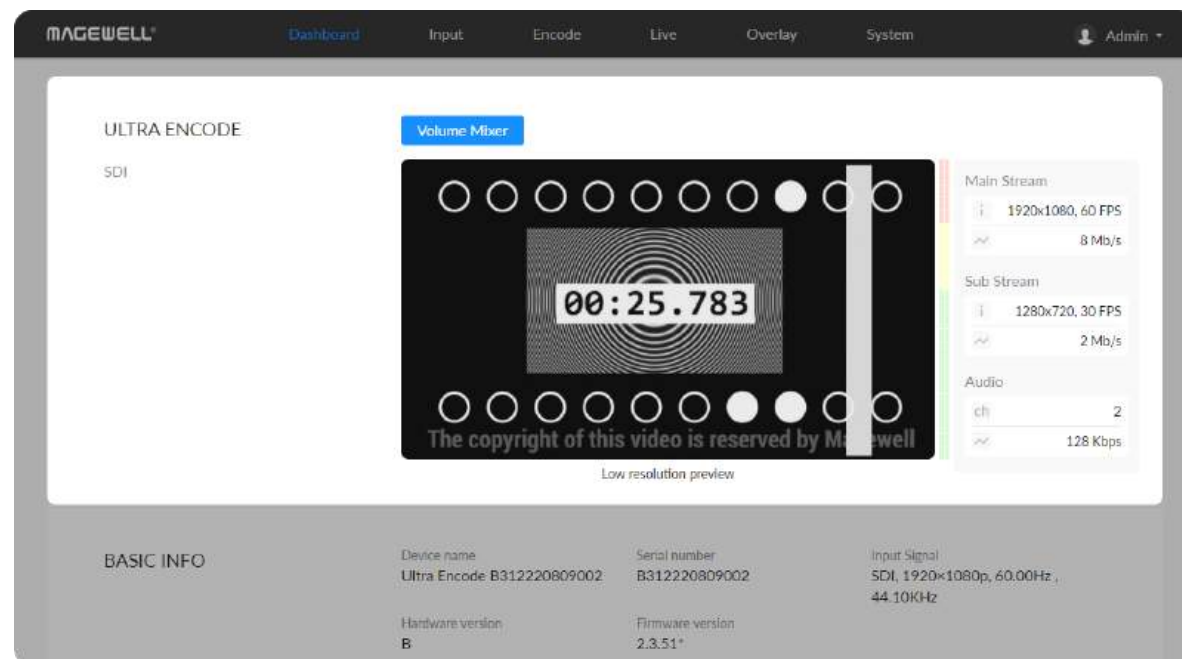 MAGEWELL®
Dashboard Input Encode Live Overlay System Admin
ULTRA ENCODE
Volume Mixer
SDI
00:25.783
The copyright of this video is reserved by Magewell
Low resolution preview
Main Stream
1920x1080, 60 FPS
8 Mb/s
Sub Stream
1280x720, 30 FPS
2 Mb/s
Audio
ch 2
128 Kbps
BASIC INFO
Device name
Ultra Encode B312220809002
Serial number
B312220809002
Input Signal
SDI, 1920×1080p, 60.00Hz,
44.10KHz
Hardware version
B
Firmware version
2.3.51*